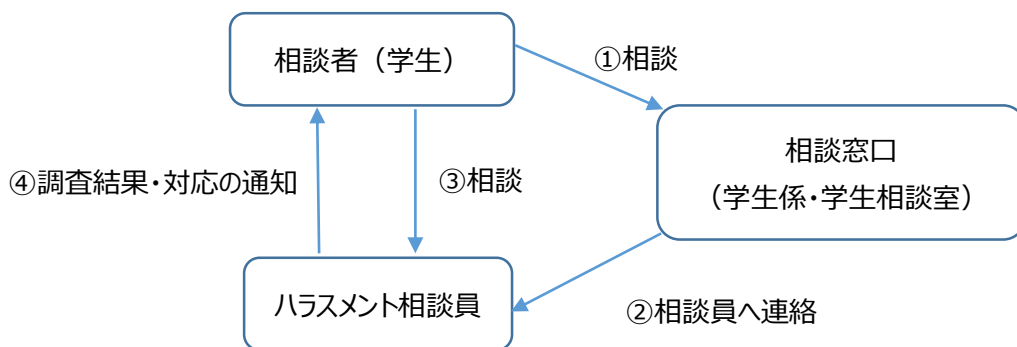 相談者（学生）
①相談
相談窓口
（学生係・学生相談室）
④調査結果・対応の通知
③相談
ハラスメント相談員
②相談員へ連絡